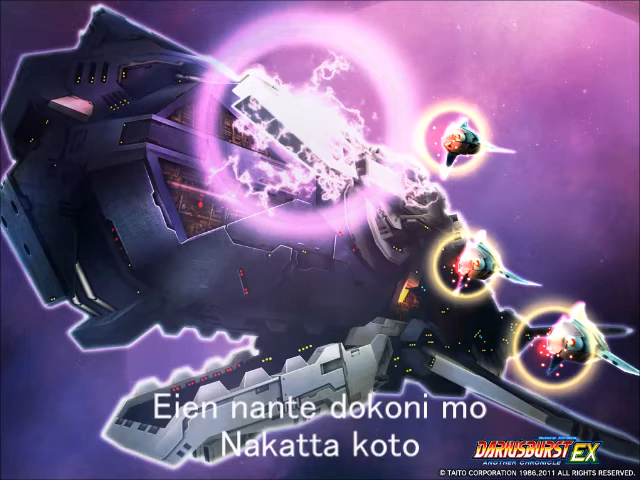 Eien nante dokoni mo
Nakatta koto
DARIUSBURST EX
ANOTHER CHRONICLE
© TAITO CORPORATION 1986,2011 ALL RIGHTS RESERVED.